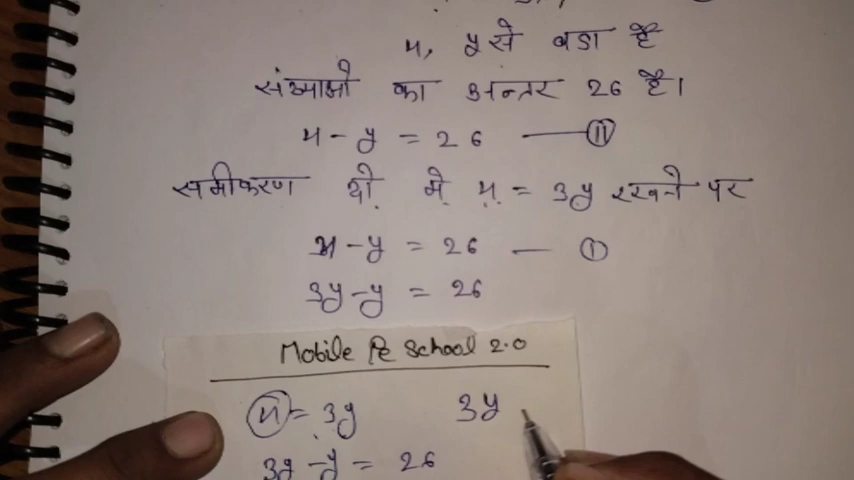 x, y से बडा है
संख्याओ का अन्तर 26 है।
x - y = 26 —— (II)
समीकरण दो मे x = 3y रखने पर
x - y = 26 — (I)
3y - y = 26
Mobile Pe School 2.0
x = 3y 3y
3y - y = 26